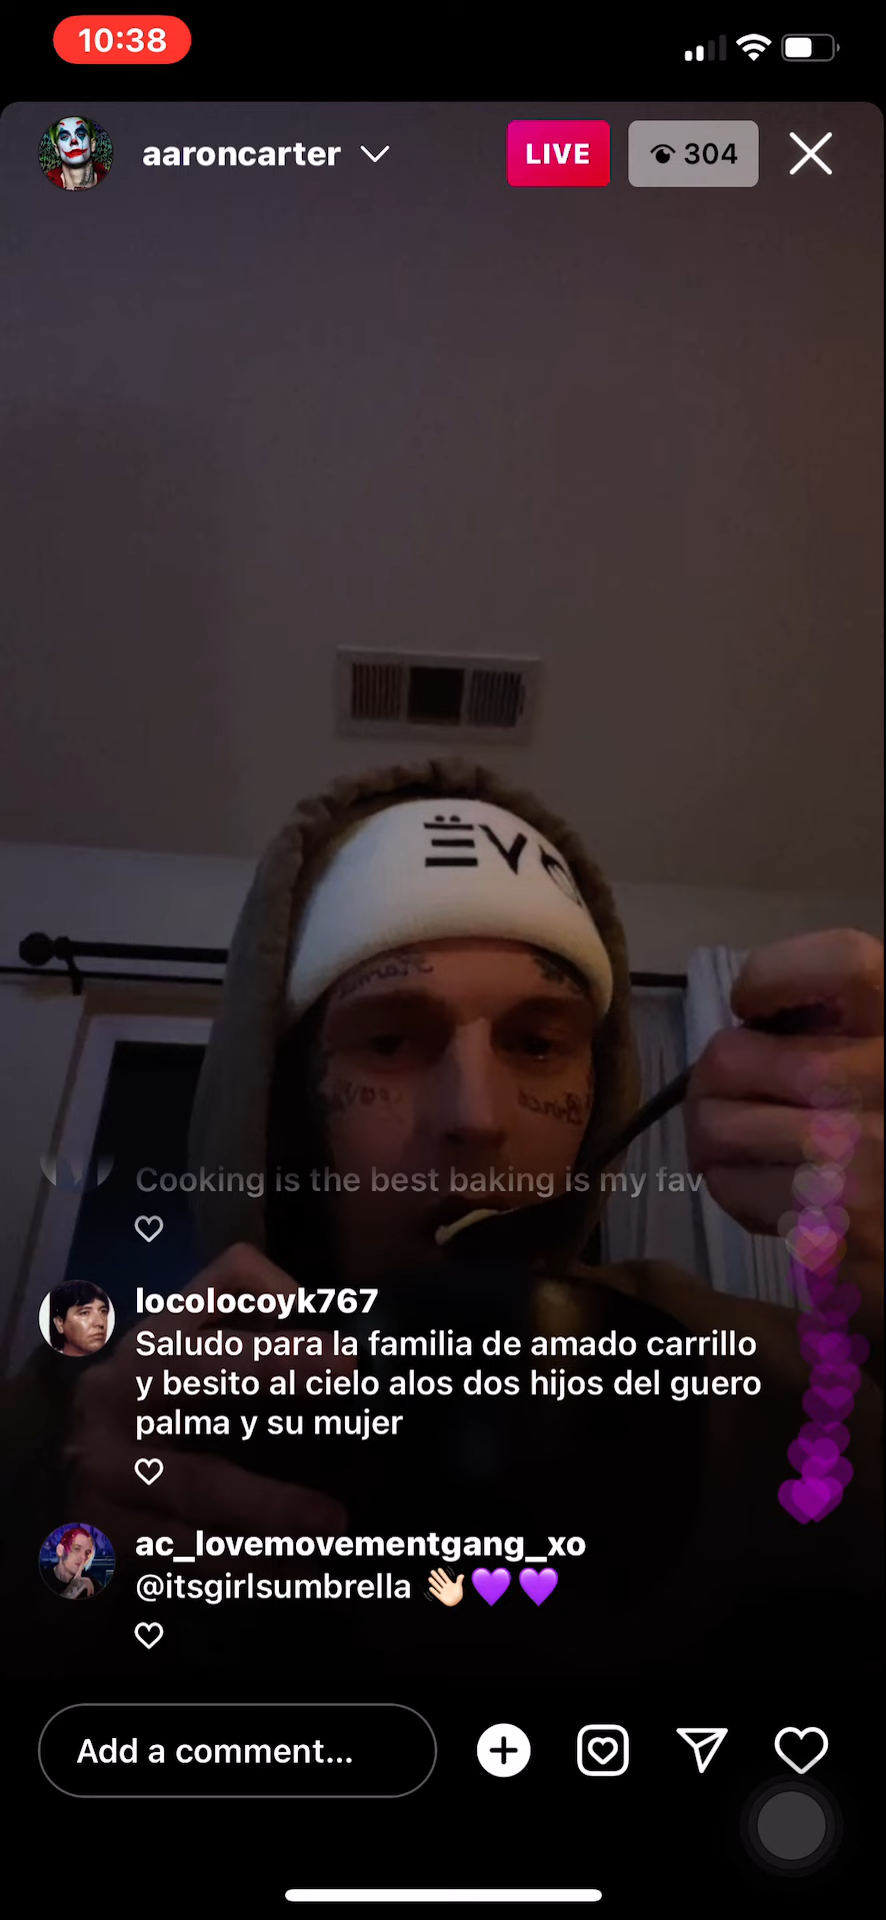 10:38
aaroncarter
LIVE
304
ËVO
Cooking is the best baking is my fav
locolocoyk767
Saludo para la familia de amado carrillo
y besito al cielo alos dos hijos del guero
palma y su mujer
ac_lovemovementgang_xo
@itsgirlsumbrella 👋🏻💜💜
Add a comment...